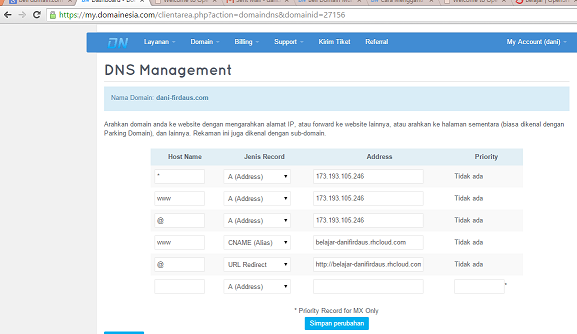 https://my.domainesia.com/clientarea.php?action=domaindns&domainid=27156
DN Layanan Domain Billing Support Kirim Tiket Referral My Account (dani)
DNS Management
Nama Domain: dani-firdaus.com
Arahkan domain anda ke website dengan mengarahkan alamat IP, atau forward ke website lainnya, atau arahkan ke halaman sementara (biasa dikenal dengan
Parking Domain), dan lainnya. Rekaman ini juga dikenal dengan sub-domain.
Host Name Jenis Record Address Priority
* A (Address) 173.193.105.246 Tidak ada
www A (Address) 173.193.105.246 Tidak ada
@ A (Address) 173.193.105.246 Tidak ada
www CNAME (Alias) belajar-danifirdaus.rhcloud.com Tidak ada
@ URL Redirect http://belajar-danifirdaus.rhcloud.con Tidak ada
A (Address) *
* Priority Record for MX Only
Simpan perubahan